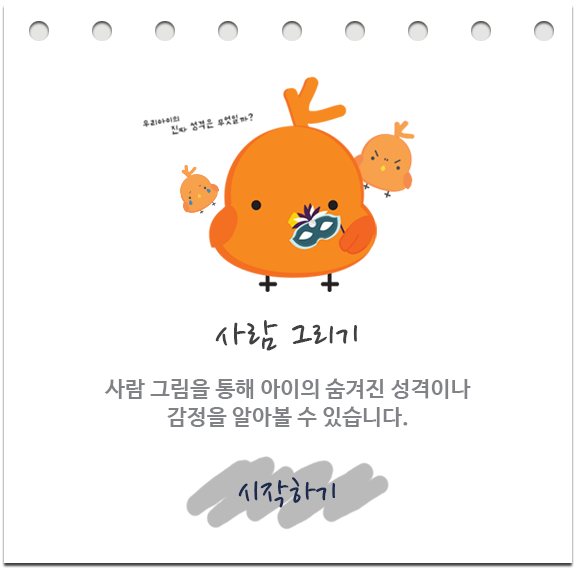 우리아이의
진짜 성격은 무엇일까?
사람 그리기
사람 그림을 통해 아이의 숨겨진 성격이나
감정을 알아볼 수 있습니다.
시작하기